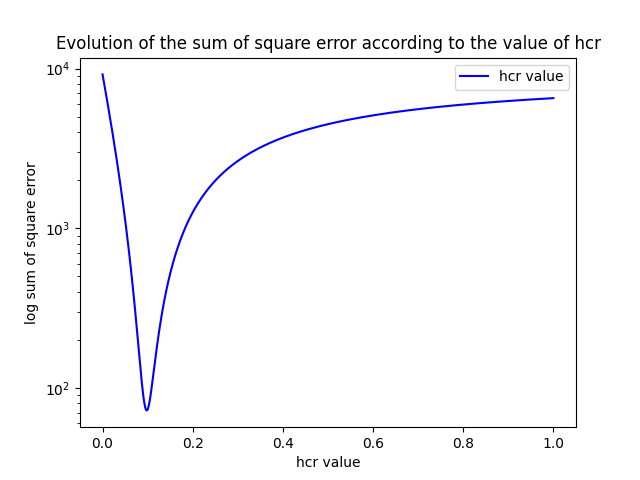 Evolution of the sum of square error according to the value of hcr
hcr value
10⁴
10³
10²
log sum of square error
0.0 0.2 0.4 0.6 0.8 1.0
hcr value